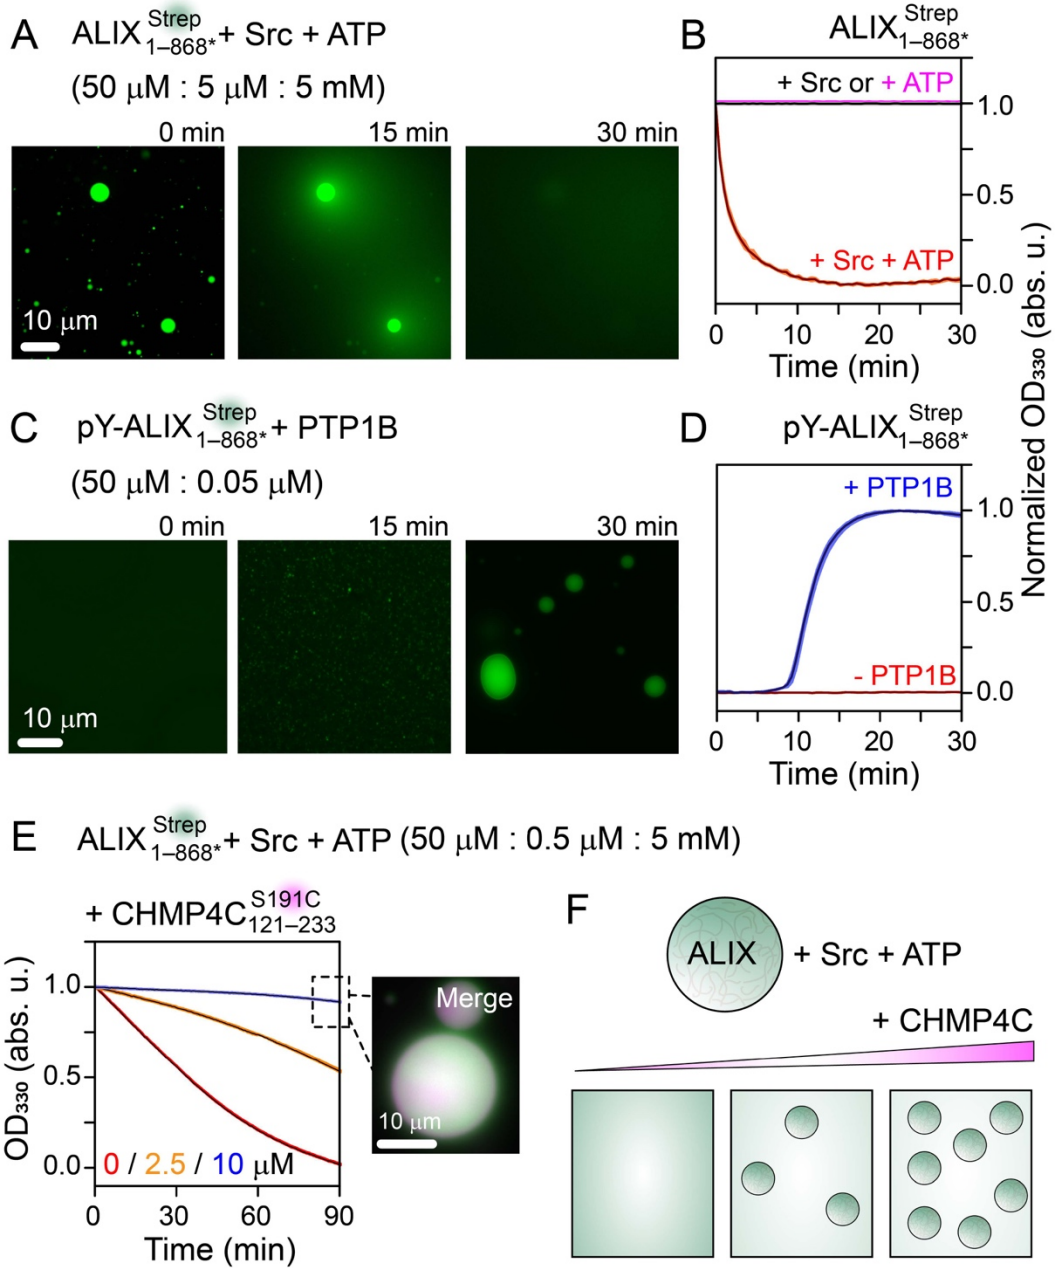 A
ALIX Strep 1–868* + Src + ATP
(50 μM : 5 μM : 5 mM)
0 min
15 min
30 min
10 μm
B
ALIX Strep 1–868*
+ Src or + ATP
+ Src + ATP
1.0
0.5
0.0
0 10 20 30
Time (min)
Normalized OD330 (abs. u.)
C
pY-ALIX Strep 1–868* + PTP1B
(50 μM : 0.05 μM)
0 min
15 min
30 min
10 μm
D
pY-ALIX Strep 1–868*
+ PTP1B
- PTP1B
1.0
0.5
0.0
0 10 20 30
Time (min)
E
ALIX Strep 1–868* + Src + ATP (50 μM : 0.5 μM : 5 mM)
+ CHMP4C S191C 121–233
OD330 (abs. u.)
1.0
0.5
0.0
0 / 2.5 / 10 μM
0 30 60 90
Time (min)
Merge
10 μm
F
ALIX + Src + ATP
+ CHMP4C